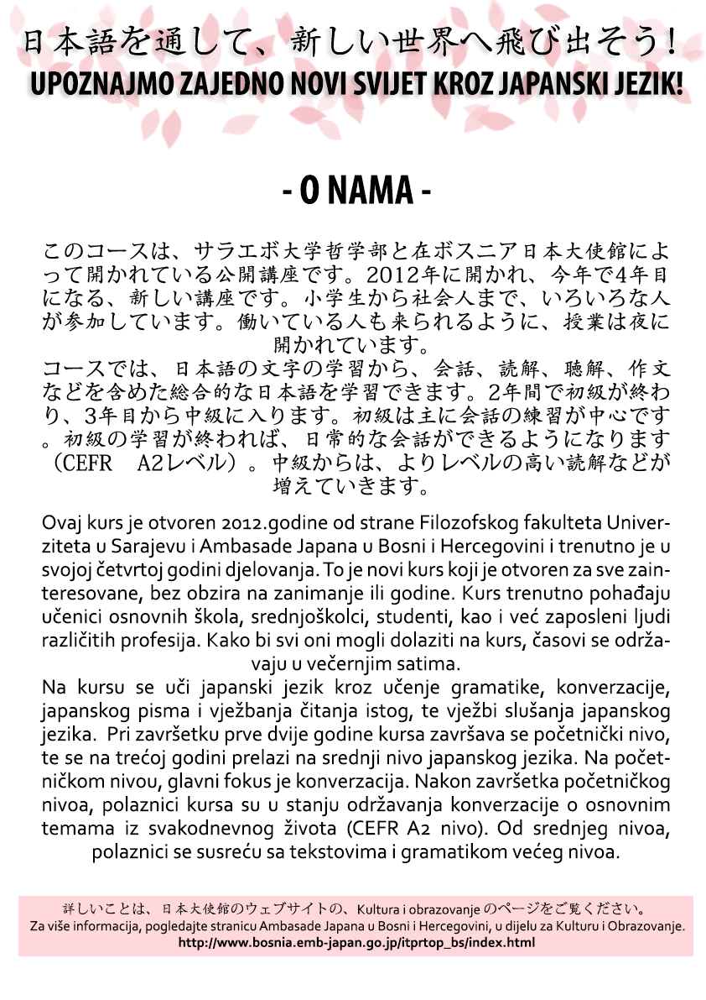 日本語を通して、新しい世界へ飛び出そう!
UPOZNAJMO ZAJEDNO NOVI SVIJET KROZ JAPANSKI JEZIK!
- O NAMA -
このコースは、サラエボ大学哲学部と在ボスニア日本大使館によ
って開かれている公開講座です。2012年に開かれ、今年で4年目
になる、新しい講座です。小学生から社会人まで、いろいろな人
が参加しています。働いている人も来られるように、授業は夜に
開かれています。
コースでは、日本語の文字の学習から、会話、読解、聴解、作文
などを含めた総合的な日本語を学習できます。2年間で初級が終わ
り、3年目から中級に入ります。初級は主に会話の練習が中心です
。初級の学習が終われば、日常的な会話ができるようになります
（CEFR　A2レベル）。中級からは、よりレベルの高い読解などが
増えていきます。
Ovaj kurs je otvoren 2012.godine od strane Filozofskog fakulteta Univer-
ziteta u Sarajevu i Ambasade Japana u Bosni i Hercegovini i trenutno je u
svojoj četvrtoj godini djelovanja. To je novi kurs koji je otvoren za sve zain-
teresovane, bez obzira na zanimanje ili godine. Kurs trenutno pohađaju
učenici osnovnih škola, srednjoškolci, studenti, kao i već zaposleni ljudi
različitih profesija. Kako bi svi oni mogli dolaziti na kurs, časovi se održa-
vaju u večernjim satima.
Na kursu se uči japanski jezik kroz učenje gramatike, konverzacije,
japanskog pisma i vježbanja čitanja istog, te vježbi slušanja japanskog
jezika.  Pri završetku prve dvije godine kursa završava se početnički nivo,
te se na trećoj godini prelazi na srednji nivo japanskog jezika. Na počet-
ničkom nivou, glavni fokus je konverzacija. Nakon završetka početničkog
nivoa, polaznici kursa su u stanju održavanja konverzacije o osnovnim
temama iz svakodnevnog života (CEFR A2 nivo). Od srednjeg nivoa,
polaznici se susreću sa tekstovima i gramatikom većeg nivoa.
詳しいことは、日本大使館のウェブサイトの、Kultura i obrazovanje のページをご覧ください。
Za više informacija, pogledajte stranicu Ambasade Japana u Bosni i Hercegovini, u dijelu za Kulturu i Obrazovanje.
http://www.bosnia.emb-japan.go.jp/itprtop_bs/index.html